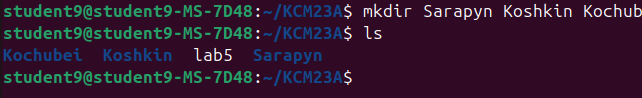 student9@student9-MS-7D48:~/KCM23A$ mkdir Sarapyn Koshkin Kochub
student9@student9-MS-7D48:~/KCM23A$ ls
Kochubei  Koshkin  lab5  Sarapyn
student9@student9-MS-7D48:~/KCM23A$